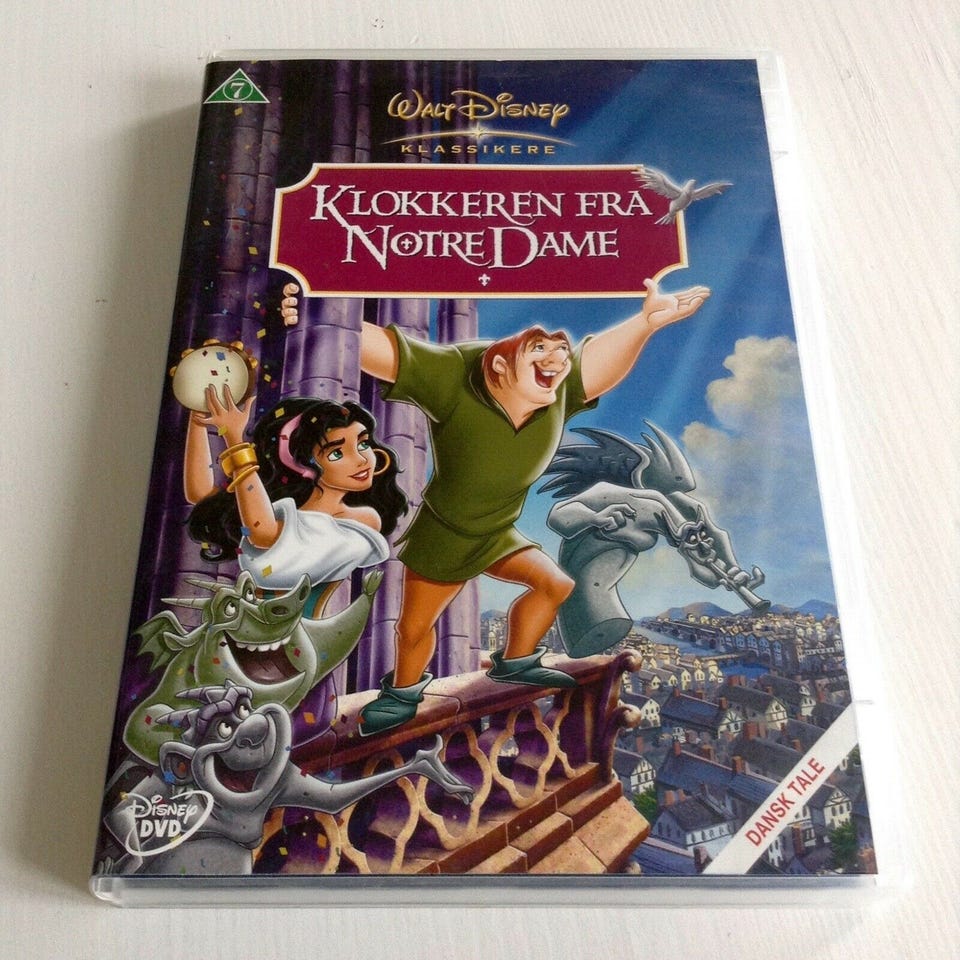 7
WALT DISNEY
KLASSIKERE
KLOKKEREN FRA
NOTRE DAME
DISNEY
DVD
DANSK TALE